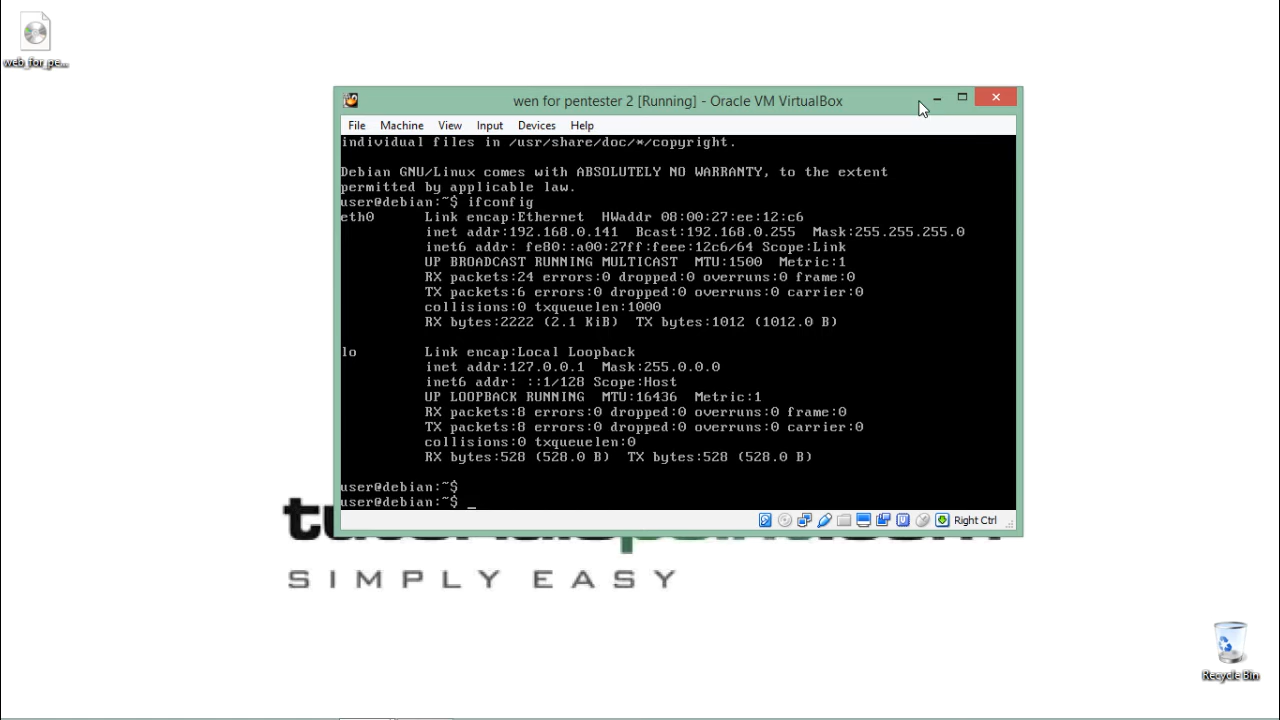 web_for_pe...
wen for pentester 2 [Running] - Oracle VM VirtualBox
File Machine View Input Devices Help
individual files in /usr/share/doc/*/copyright.
Debian GNU/Linux comes with ABSOLUTELY NO WARRANTY, to the extent
permitted by applicable law.
user@debian:~$ ifconfig
eth0 Link encap:Ethernet HWaddr 08:00:27:ee:12:c6
inet addr:192.168.0.141 Bcast:192.168.0.255 Mask:255.255.255.0
inet6 addr: fe80::a00:27ff:feee:12c6/64 Scope:Link
UP BROADCAST RUNNING MULTICAST MTU:1500 Metric:1
RX packets:24 errors:0 dropped:0 overruns:0 frame:0
TX packets:6 errors:0 dropped:0 overruns:0 carrier:0
collisions:0 txqueuelen:1000
RX bytes:2222 (2.1 KiB) TX bytes:1012 (1012.0 B)
lo Link encap:Local Loopback
inet addr:127.0.0.1 Mask:255.0.0.0
inet6 addr: ::1/128 Scope:Host
UP LOOPBACK RUNNING MTU:16436 Metric:1
RX packets:8 errors:0 dropped:0 overruns:0 frame:0
TX packets:8 errors:0 dropped:0 overruns:0 carrier:0
collisions:0 txqueuelen:0
RX bytes:528 (528.0 B) TX bytes:528 (528.0 B)
user@debian:~$
user@debian:~$ _
Right Ctrl
SIMPLY EASY
Recycle Bin